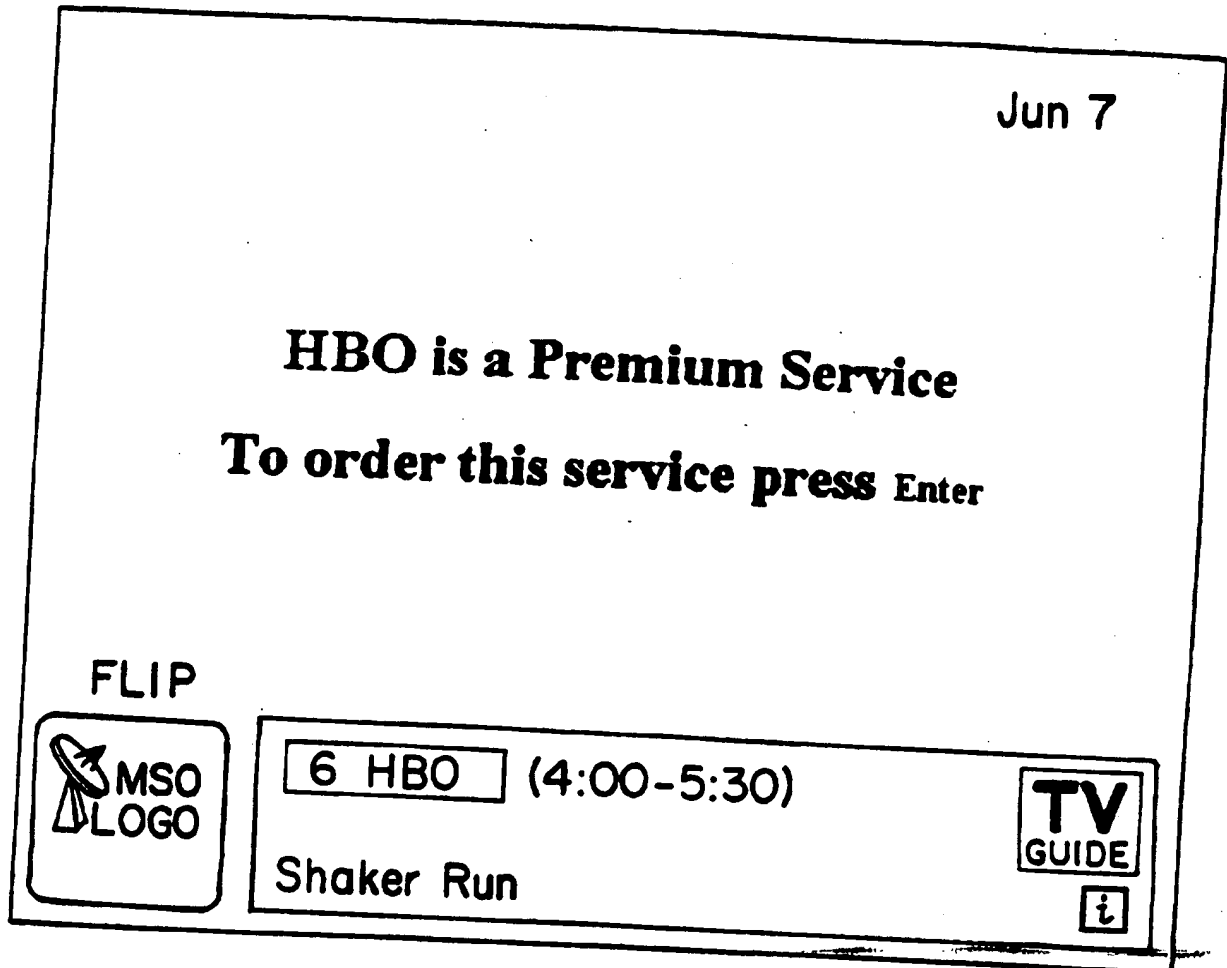 Jun 7
HBO is a Premium Service
To order this service press Enter
FLIP
MSO
LOGO
6 HBO (4:00-5:30)
Shaker Run
TV
GUIDE
i